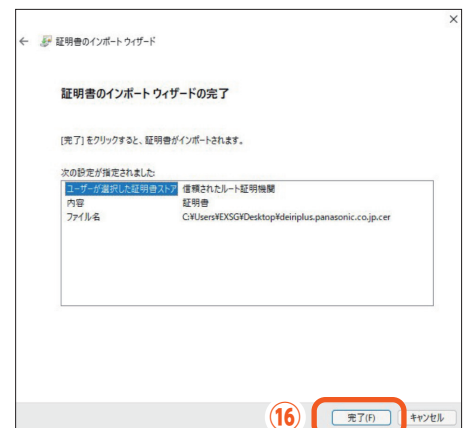 証明書のインポート ウィザード
証明書のインポート ウィザードの完了
[完了] をクリックすると、証明書がインポートされます。
次の設定が指定されました:
ユーザーが選択した証明書ストア 信頼されたルート証明機関
内容 証明書
ファイル名 C:¥Users¥EXSG¥Desktop¥deiriplus.panasonic.co.jp.cer
⑯ 完了(F) キャンセル